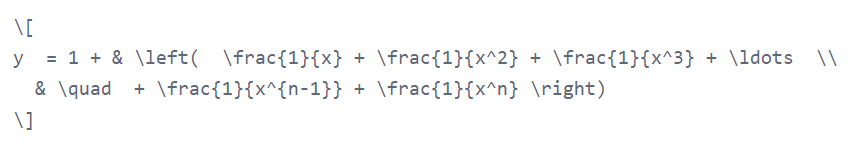 \[
y  = 1 + & \left(  \frac{1}{x} + \frac{1}{x^2} + \frac{1}{x^3} + \ldots  \\
  & \quad  + \frac{1}{x^{n-1}} + \frac{1}{x^n} \right)
\]